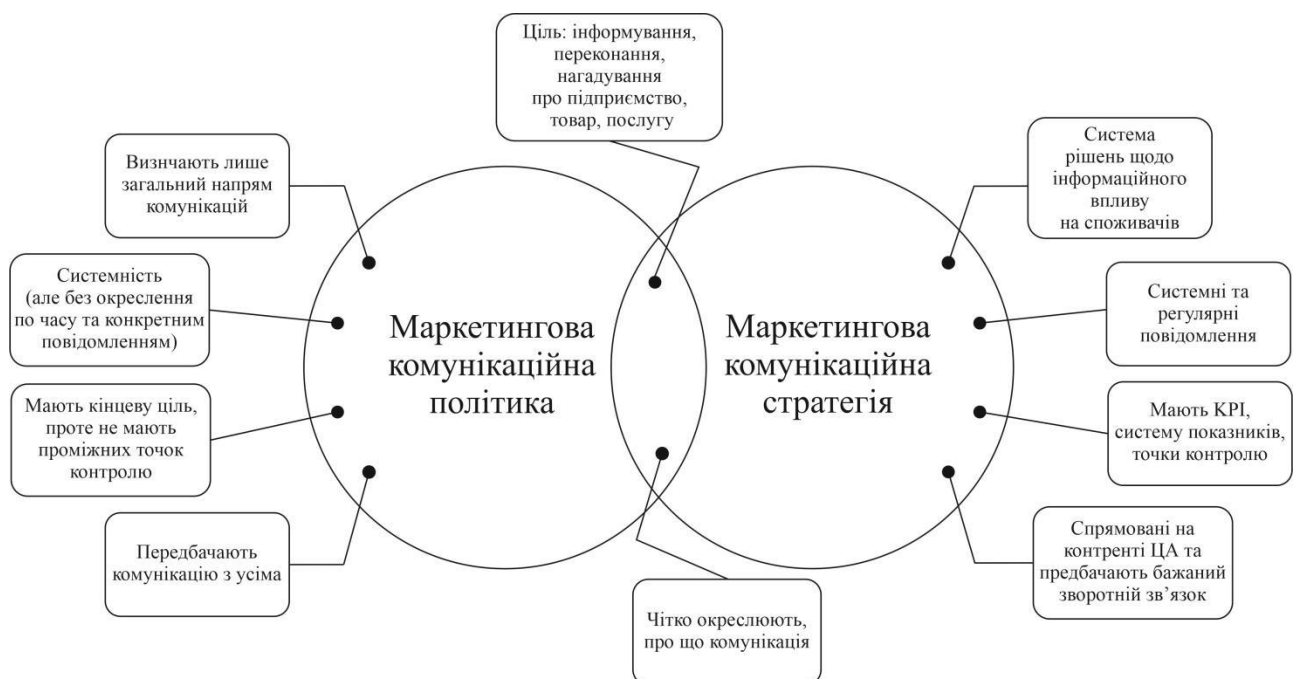 Ціль: інформування,
переконання,
нагадування
про підприємство,
товар, послугу
Визнчають лише
загальний напрям
комунікацій
Системність
(але без окреслення
по часу та конкретним
повідомленням)
Мають кінцеву ціль,
проте не мають
проміжних точок
контролю
Передбачають
комунікацію з усіма
Маркетингова
комунікаційна
політика
Маркетингова
комунікаційна
стратегія
Система
рішень щодо
інформаційного
впливу
на споживачів
Системні та
регулярні
повідомлення
Мають KPI,
систему показників,
точки контролю
Спрямовані на
контренті ЦА та
предбачають бажаний
зворотній зв’язок
Чітко окреслюють,
про що комунікація